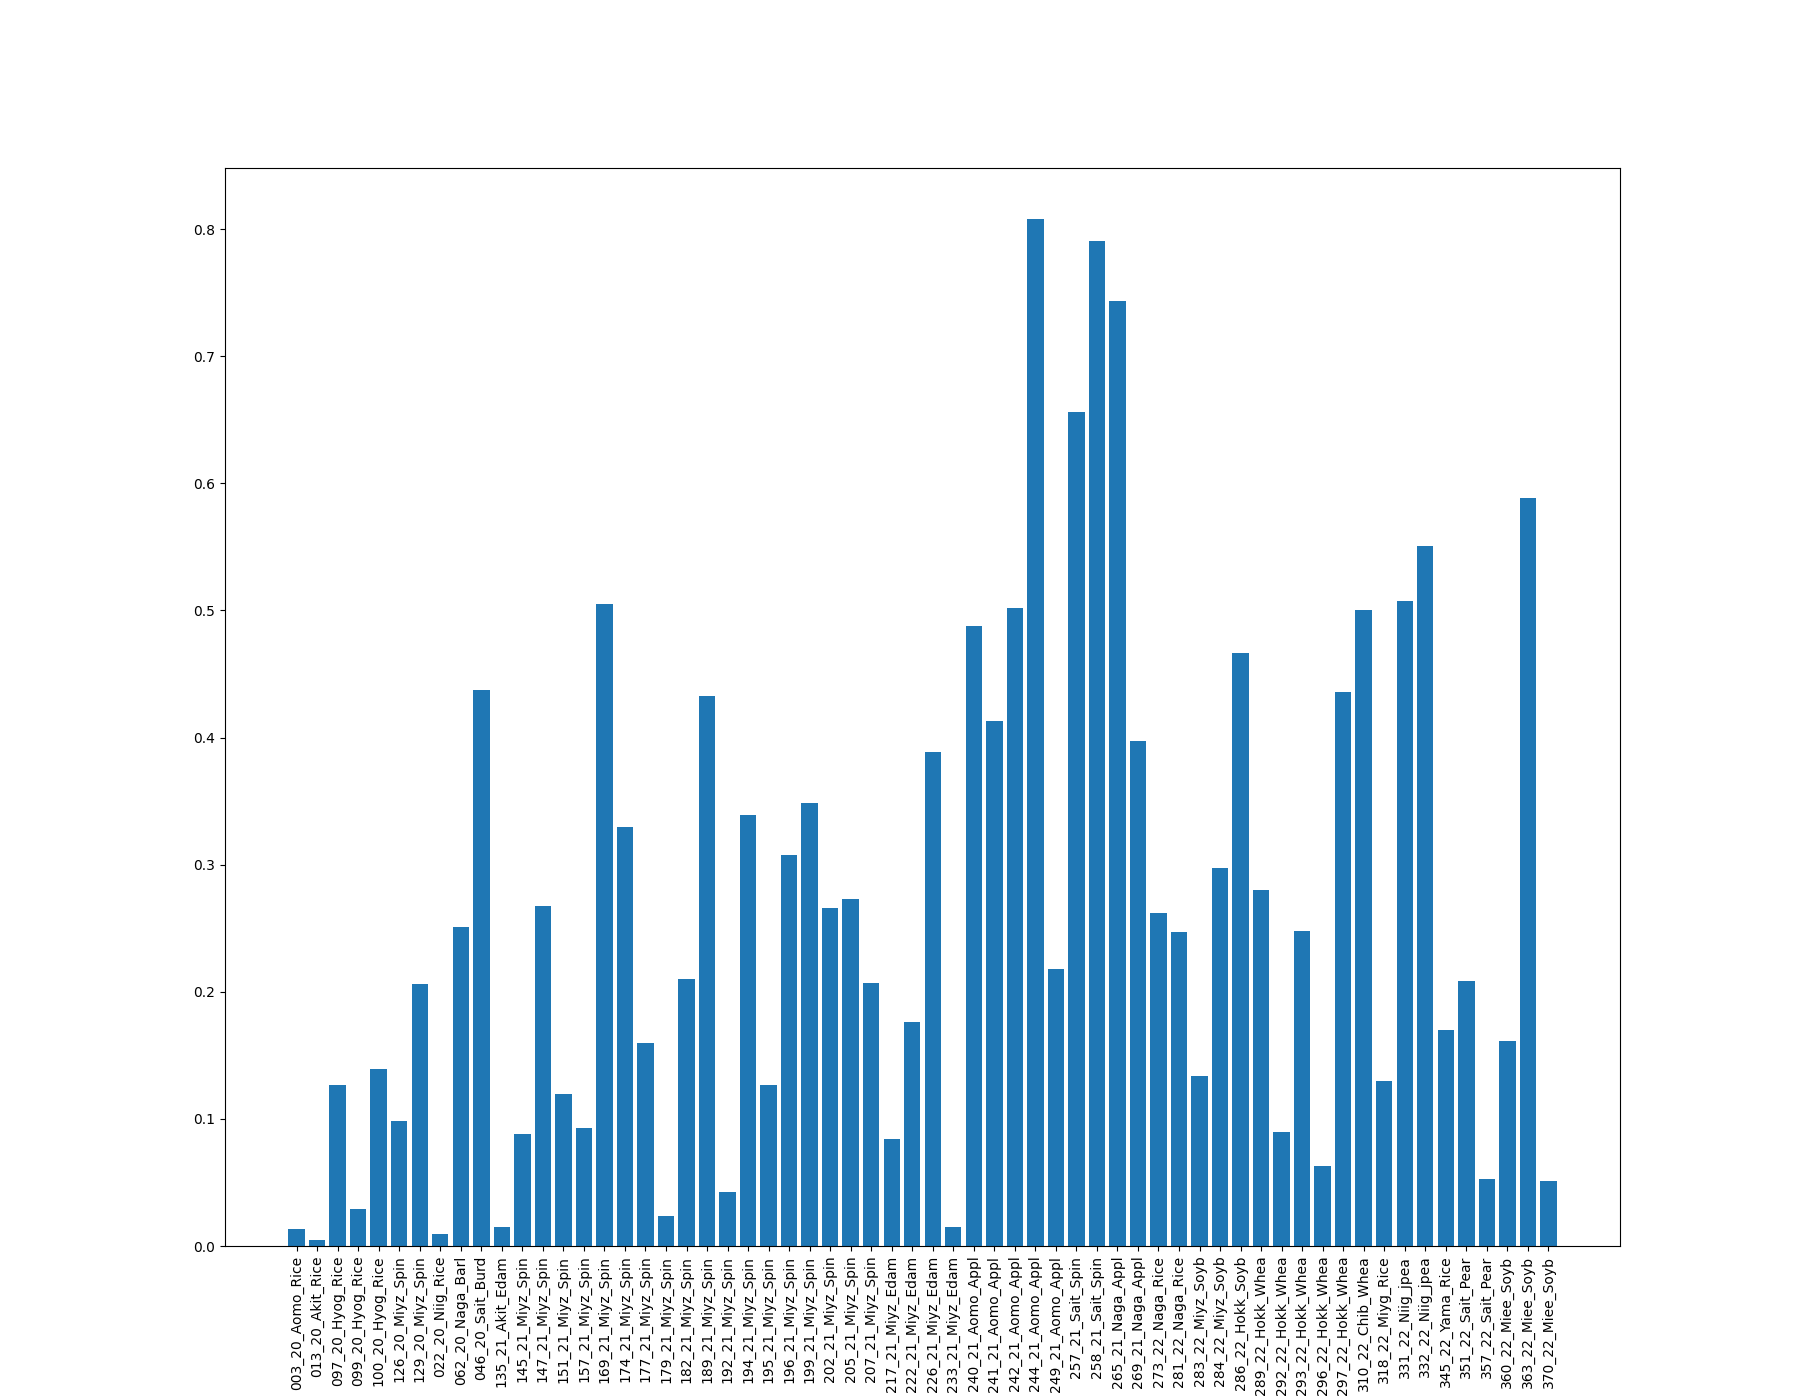 0.8
0.7
0.6
0.5
0.4
0.3
0.2
0.1
0.0
003_20_Aomo_Rice
013_20_Akit_Rice
097_20_Hyog_Rice
099_20_Hyog_Rice
100_20_Hyog_Rice
126_20_Miyz_Spin
129_20_Miyz_Spin
022_20_Niig_Rice
062_20_Naga_Barl
046_20_Sait_Burd
135_21_Akit_Edam
145_21_Miyz_Spin
147_21_Miyz_Spin
151_21_Miyz_Spin
157_21_Miyz_Spin
169_21_Miyz_Spin
174_21_Miyz_Spin
177_21_Miyz_Spin
179_21_Miyz_Spin
182_21_Miyz_Spin
189_21_Miyz_Spin
192_21_Miyz_Spin
194_21_Miyz_Spin
195_21_Miyz_Spin
196_21_Miyz_Spin
199_21_Miyz_Spin
202_21_Miyz_Spin
205_21_Miyz_Spin
207_21_Miyz_Spin
217_21_Miyz_Edam
222_21_Miyz_Edam
226_21_Miyz_Edam
233_21_Miyz_Edam
240_21_Aomo_Appl
241_21_Aomo_Appl
242_21_Aomo_Appl
244_21_Aomo_Appl
249_21_Aomo_Appl
257_21_Sait_Spin
258_21_Sait_Spin
265_21_Naga_Appl
269_21_Naga_Appl
273_22_Naga_Rice
281_22_Naga_Rice
283_22_Miyz_Soyb
284_22_Miyz_Soyb
286_22_Hokk_Soyb
289_22_Hokk_Whea
292_22_Hokk_Whea
293_22_Hokk_Whea
296_22_Hokk_Whea
297_22_Hokk_Whea
310_22_Chib_Whea
318_22_Miyg_Rice
331_22_Niig_jpea
332_22_Niig_jpea
345_22_Yama_Rice
351_22_Sait_Pear
357_22_Sait_Pear
360_22_Miee_Soyb
363_22_Miee_Soyb
370_22_Miee_Soyb